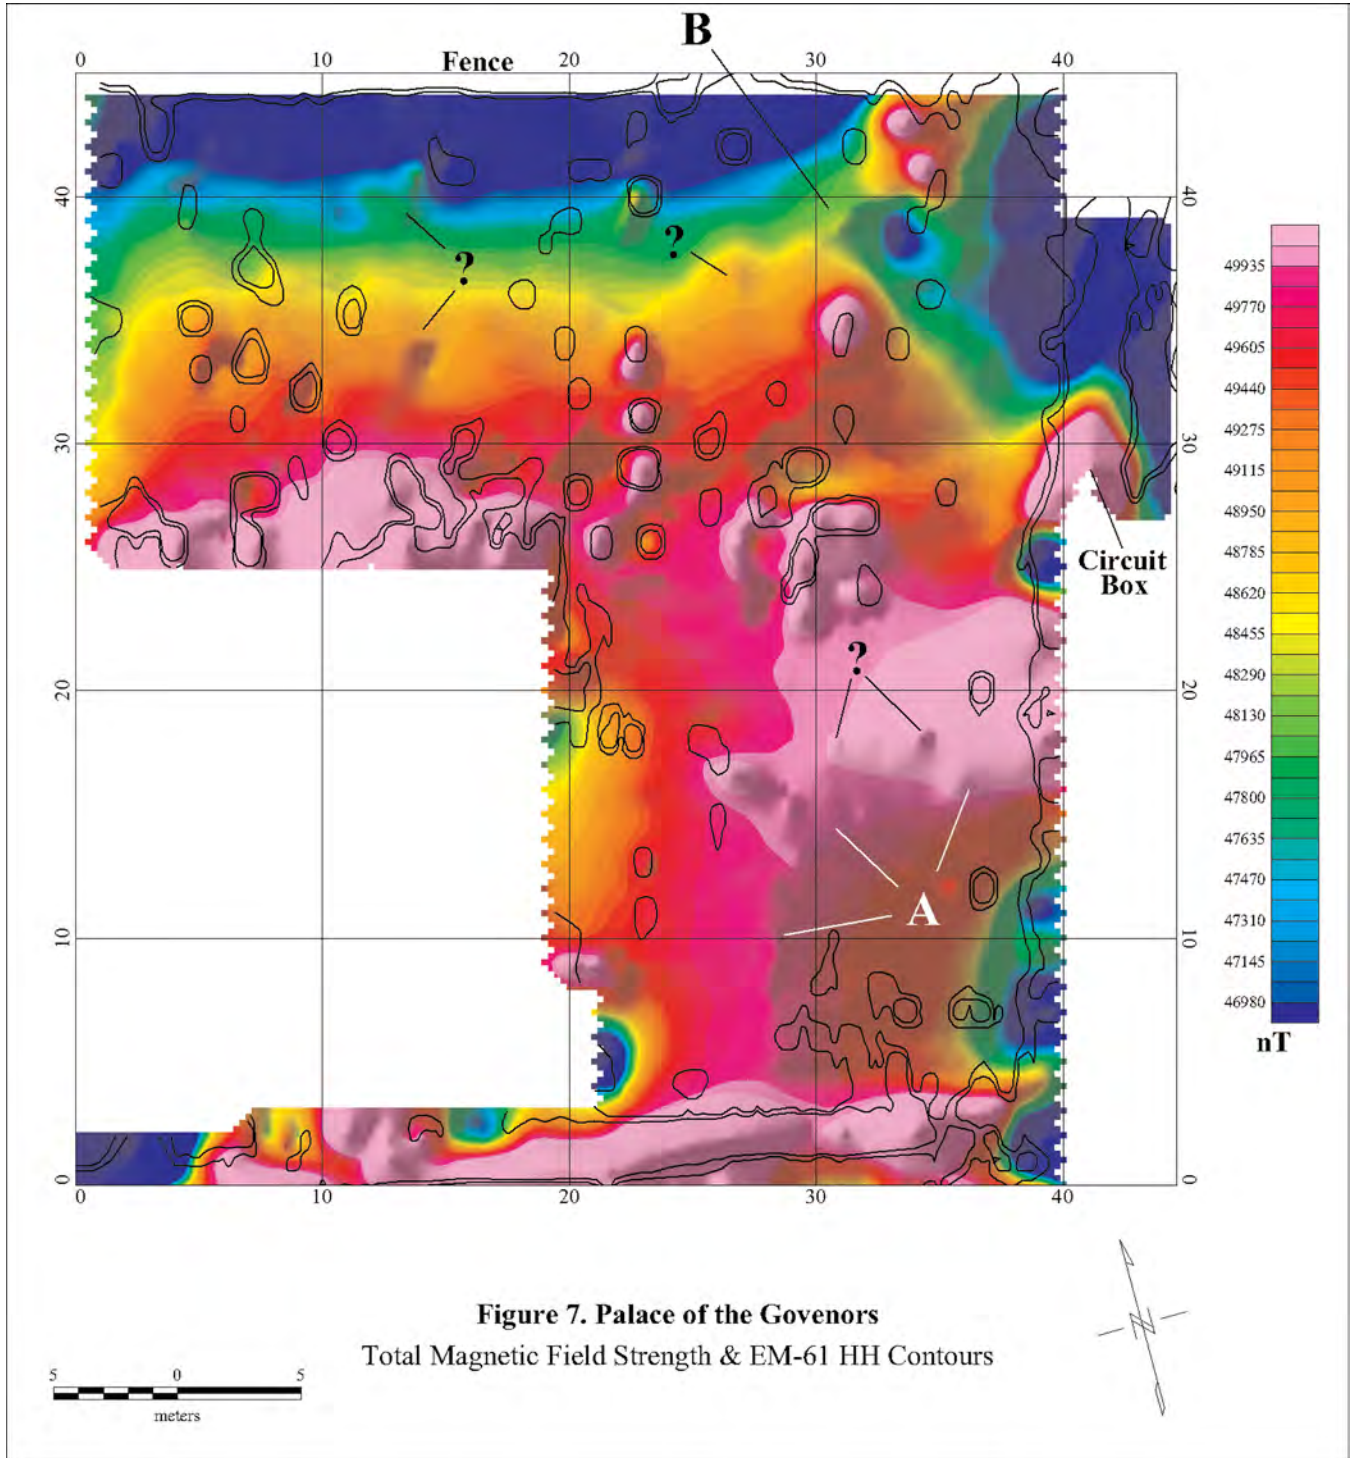 B
0 10 20 30 40
Fence
40 40
? ?
49935
49770
49605
49440
49275
49115
48950
48785
48620
48455
48290
48130
47965
47800
47635
47470
47310
47145
46980
nT
30 30
Circuit
Box
?
20 20
A
10 10
0 0
0 10 20 30 40
Figure 7. Palace of the Govenors
Total Magnetic Field Strength & EM-61 HH Contours
5 0 5
meters
N